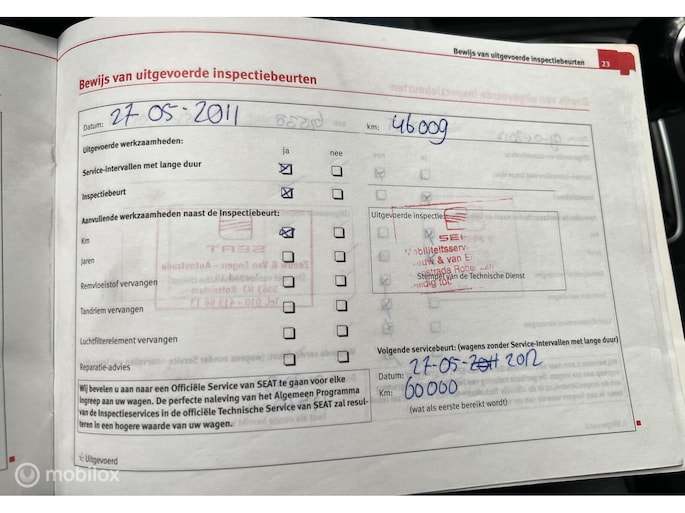 Bewijs van uitgevoerde inspectiebeurten 23
Bewijs van uitgevoerde inspectiebeurten
Datum: 27-05-2011
km: 46009
Uitgevoerde werkzaamheden:
ja nee
Service-intervallen met lange duur
Inspectiebeurt
Aanvullende werkzaamheden naast de Inspectiebeurt:
Km
Jaren
Remvloeistof vervangen
Tandriem vervangen
Luchtfilterelement vervangen
Reparatie-advies
Wij bevelen u aan naar een Officiële Service van SEAT te gaan voor elke
ingreep aan uw wagen. De perfecte naleving van het Algemeen Programma
van de Inspectieservices in de officiële Technische Service van SEAT zal resul-
teren in een hogere waarde van uw wagen.
Uitgevoerd
Uitgevoerde inspectie
SEAT
Stempel van de Technische Dienst
Volgende servicebeurt: (wagens zonder Service-intervallen met lange duur)
Datum: 27-05-2011 2012
Km: 60000
(wat als eerste bereikt wordt)
mobilox